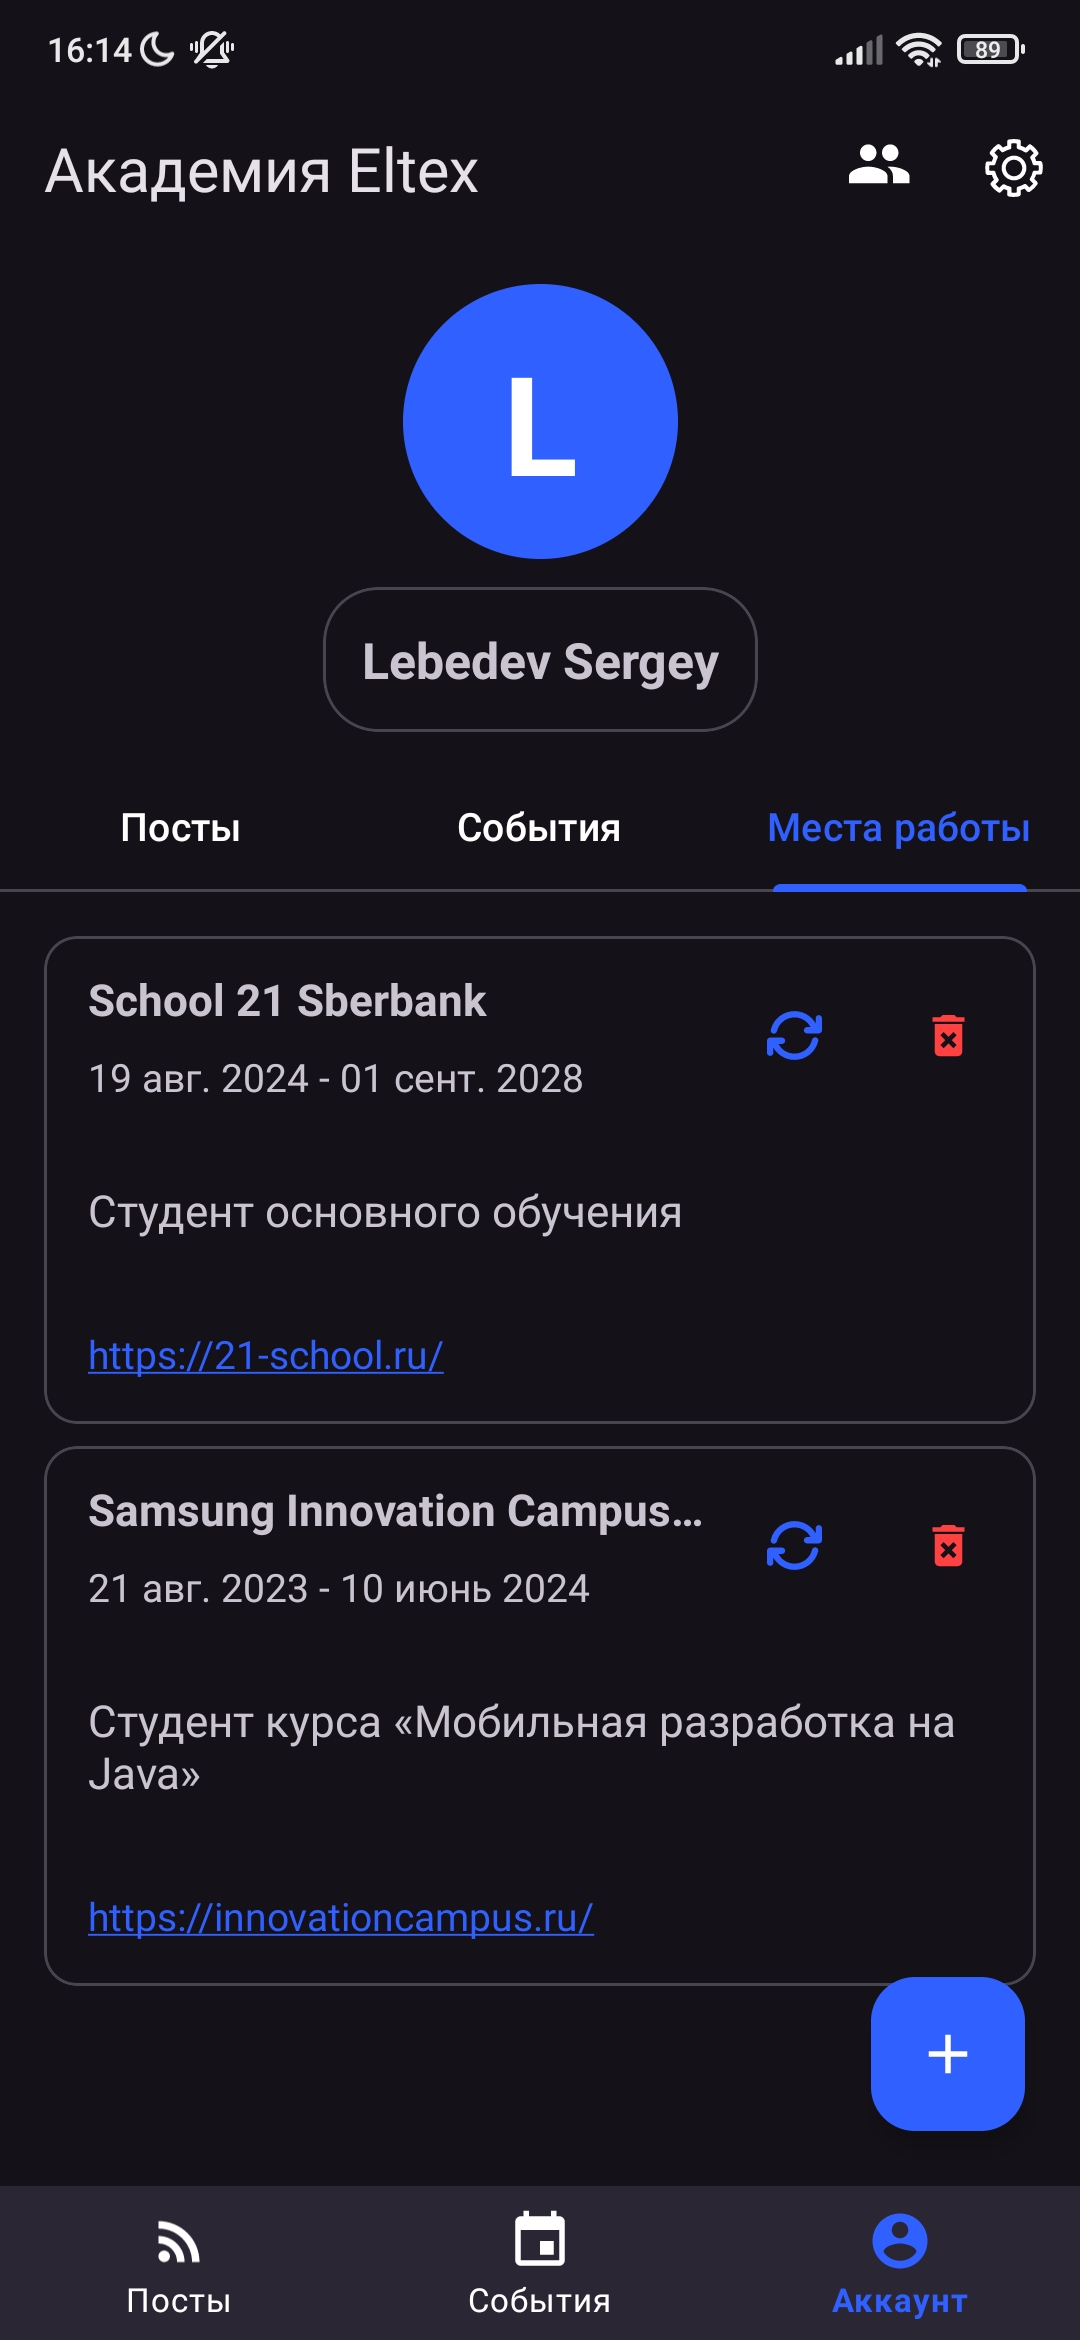 16:14
89
Академия Eltex
L
Lebedev Sergey
Посты
События
Места работы
School 21 Sberbank
19 авг. 2024 - 01 сент. 2028
Студент основного обучения
https://21-school.ru/
Samsung Innovation Campus…
21 авг. 2023 - 10 июнь 2024
Студент курса «Мобильная разработка на
Java»
https://innovationcampus.ru/
Посты
События
Аккаунт